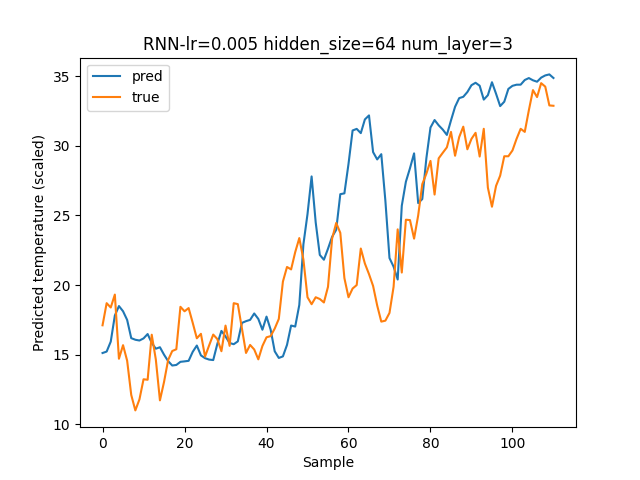 RNN-lr=0.005 hidden_size=64 num_layer=3
pred
true
Predicted temperature (scaled)
35
30
25
20
15
10
0 20 40 60 80 100
Sample